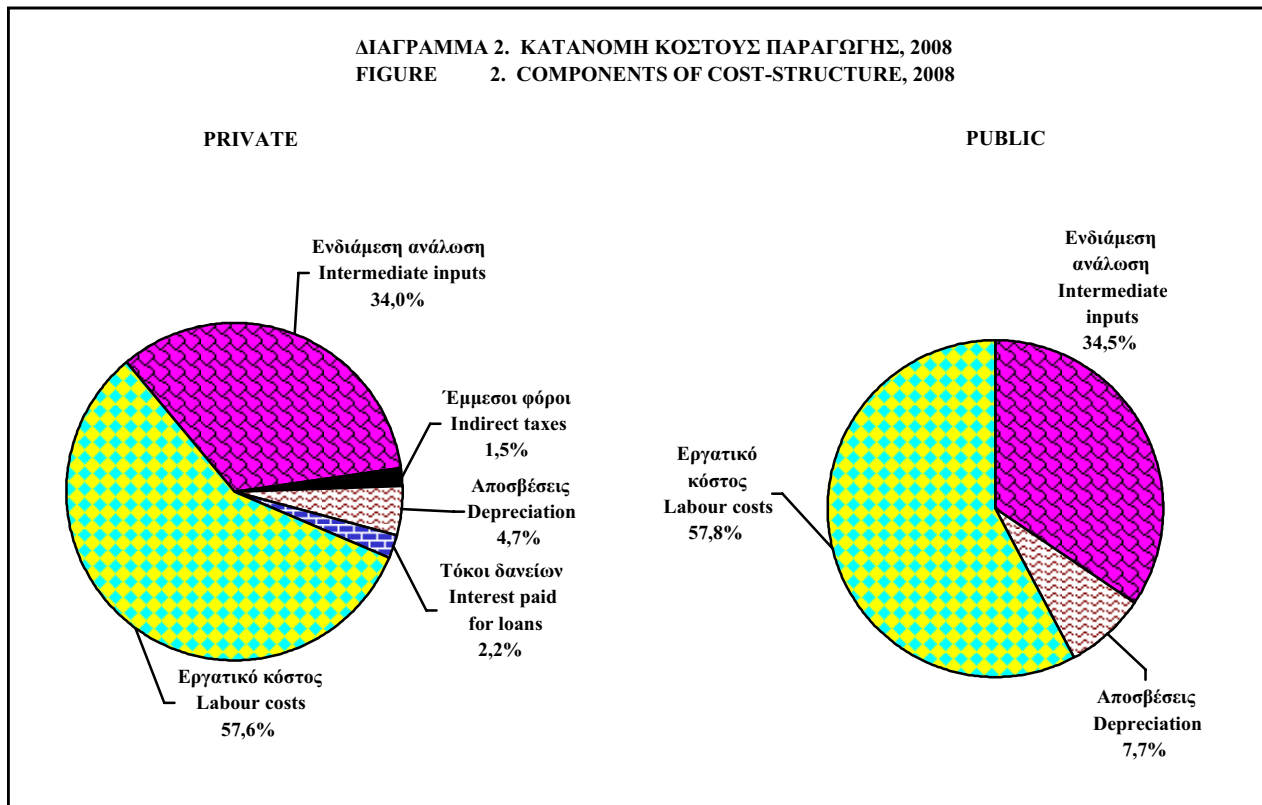 ΔΙΑΓΡΑΜΜΑ 2. ΚΑΤΑΝΟΜΗ ΚΟΣΤΟΥΣ ΠΑΡΑΓΩΓΗΣ, 2008
FIGURE 2. COMPONENTS OF COST-STRUCTURE, 2008
PRIVATE
Ενδιάμεση ανάλωση
Intermediate inputs
34,0%
Έμμεσοι φόροι
Indirect taxes
1,5%
Αποσβέσεις
Depreciation
4,7%
Τόκοι δανείων
Interest paid
for loans
2,2%
Εργατικό κόστος
Labour costs
57,6%
PUBLIC
Ενδιάμεση
ανάλωση
Intermediate
inputs
34,5%
Εργατικό
κόστος
Labour costs
57,8%
Αποσβέσεις
Depreciation
7,7%